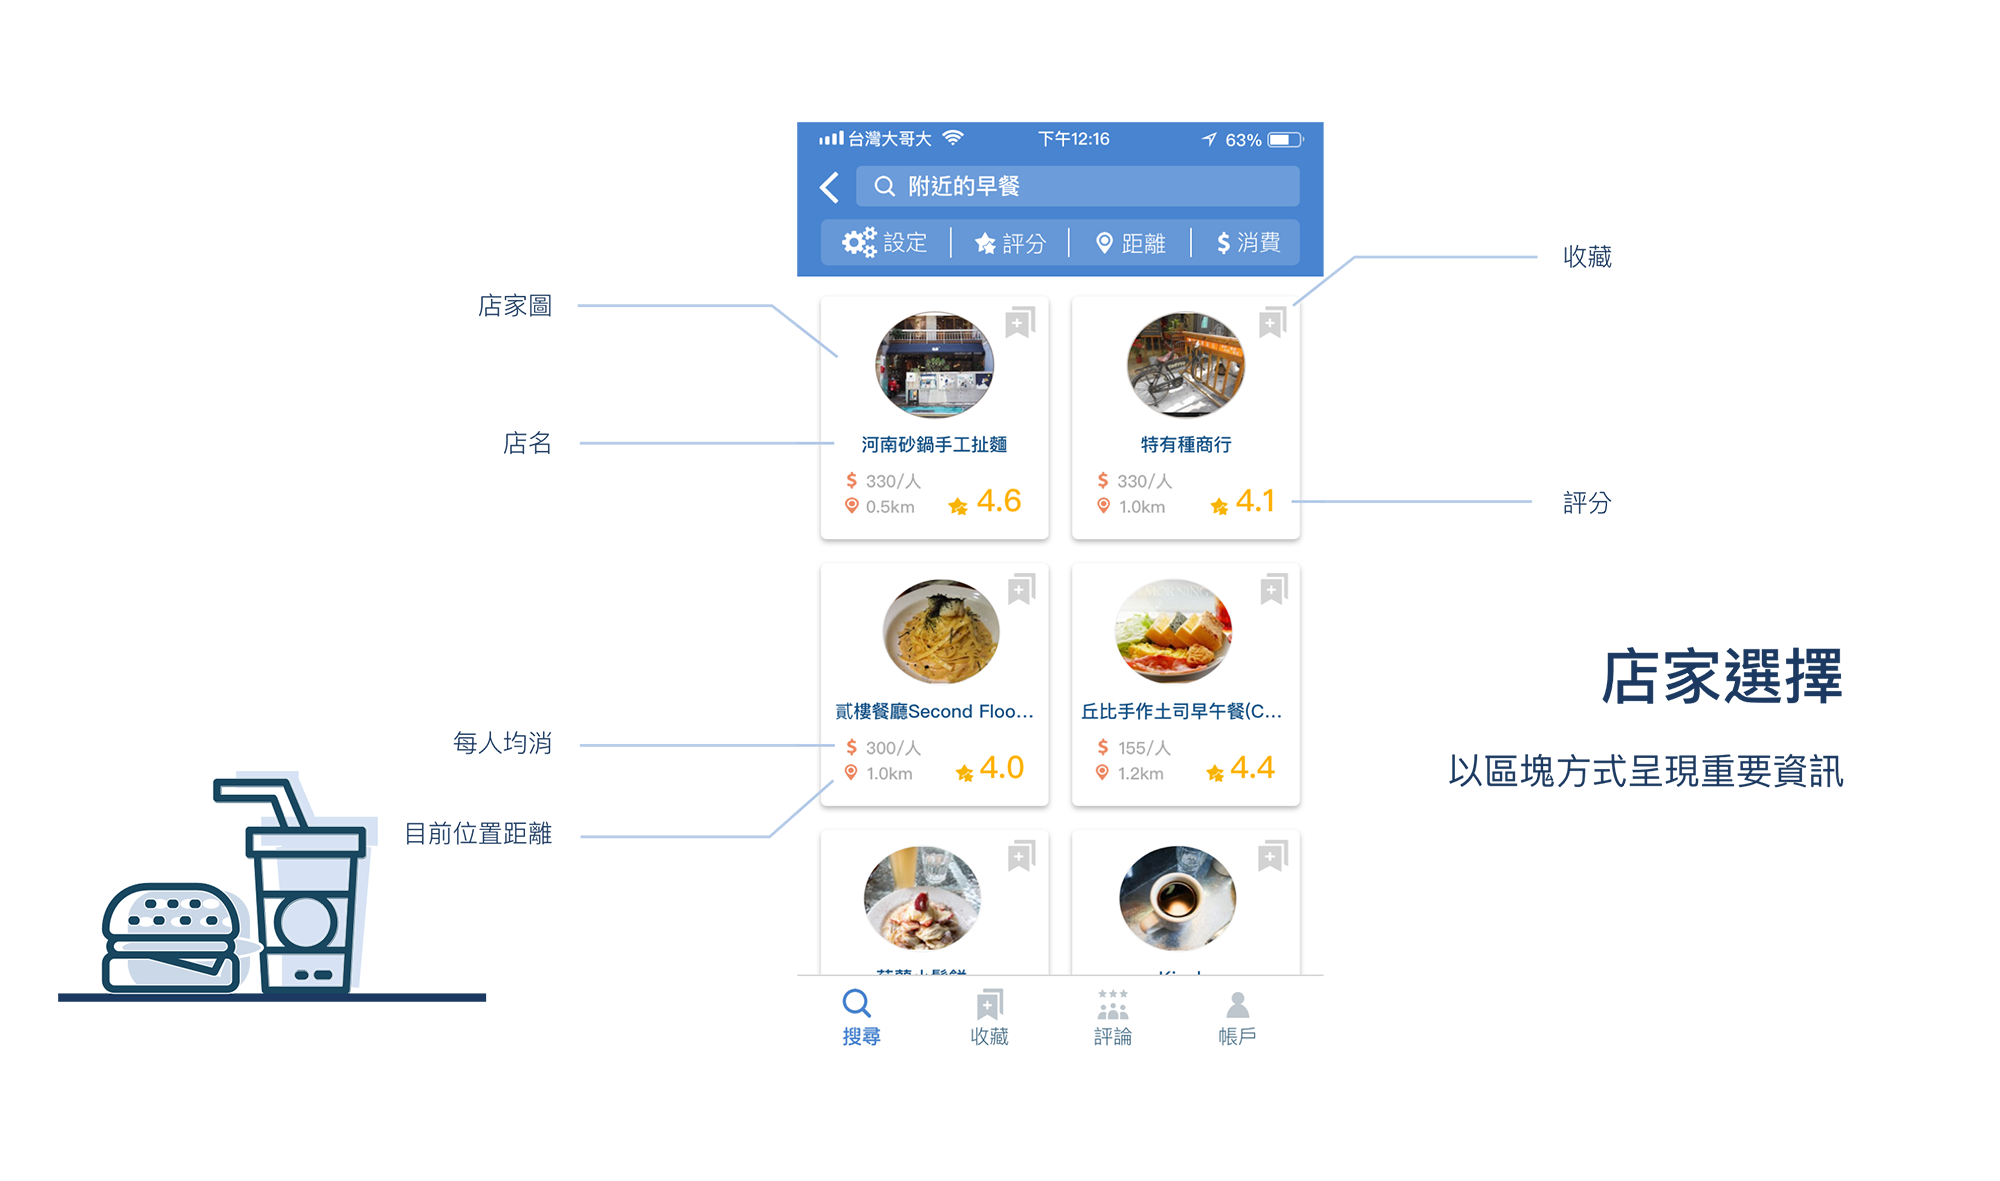 台灣大哥大 下午12:16 63%
附近的早餐
設定 評分 距離 $ 消費
收藏
店家圖
店名
河南砂鍋手工扯麵
$ 330/人
0.5km
4.6
特有種商行
$ 330/人
1.0km
4.1
評分
貳樓餐廳Second Floo...
$ 300/人
1.0km
4.0
丘比手作土司早午餐(C...
$ 155/人
1.2km
4.4
每人均消
目前位置距離
店家選擇
以區塊方式呈現重要資訊
搜尋 收藏 評論 帳戶